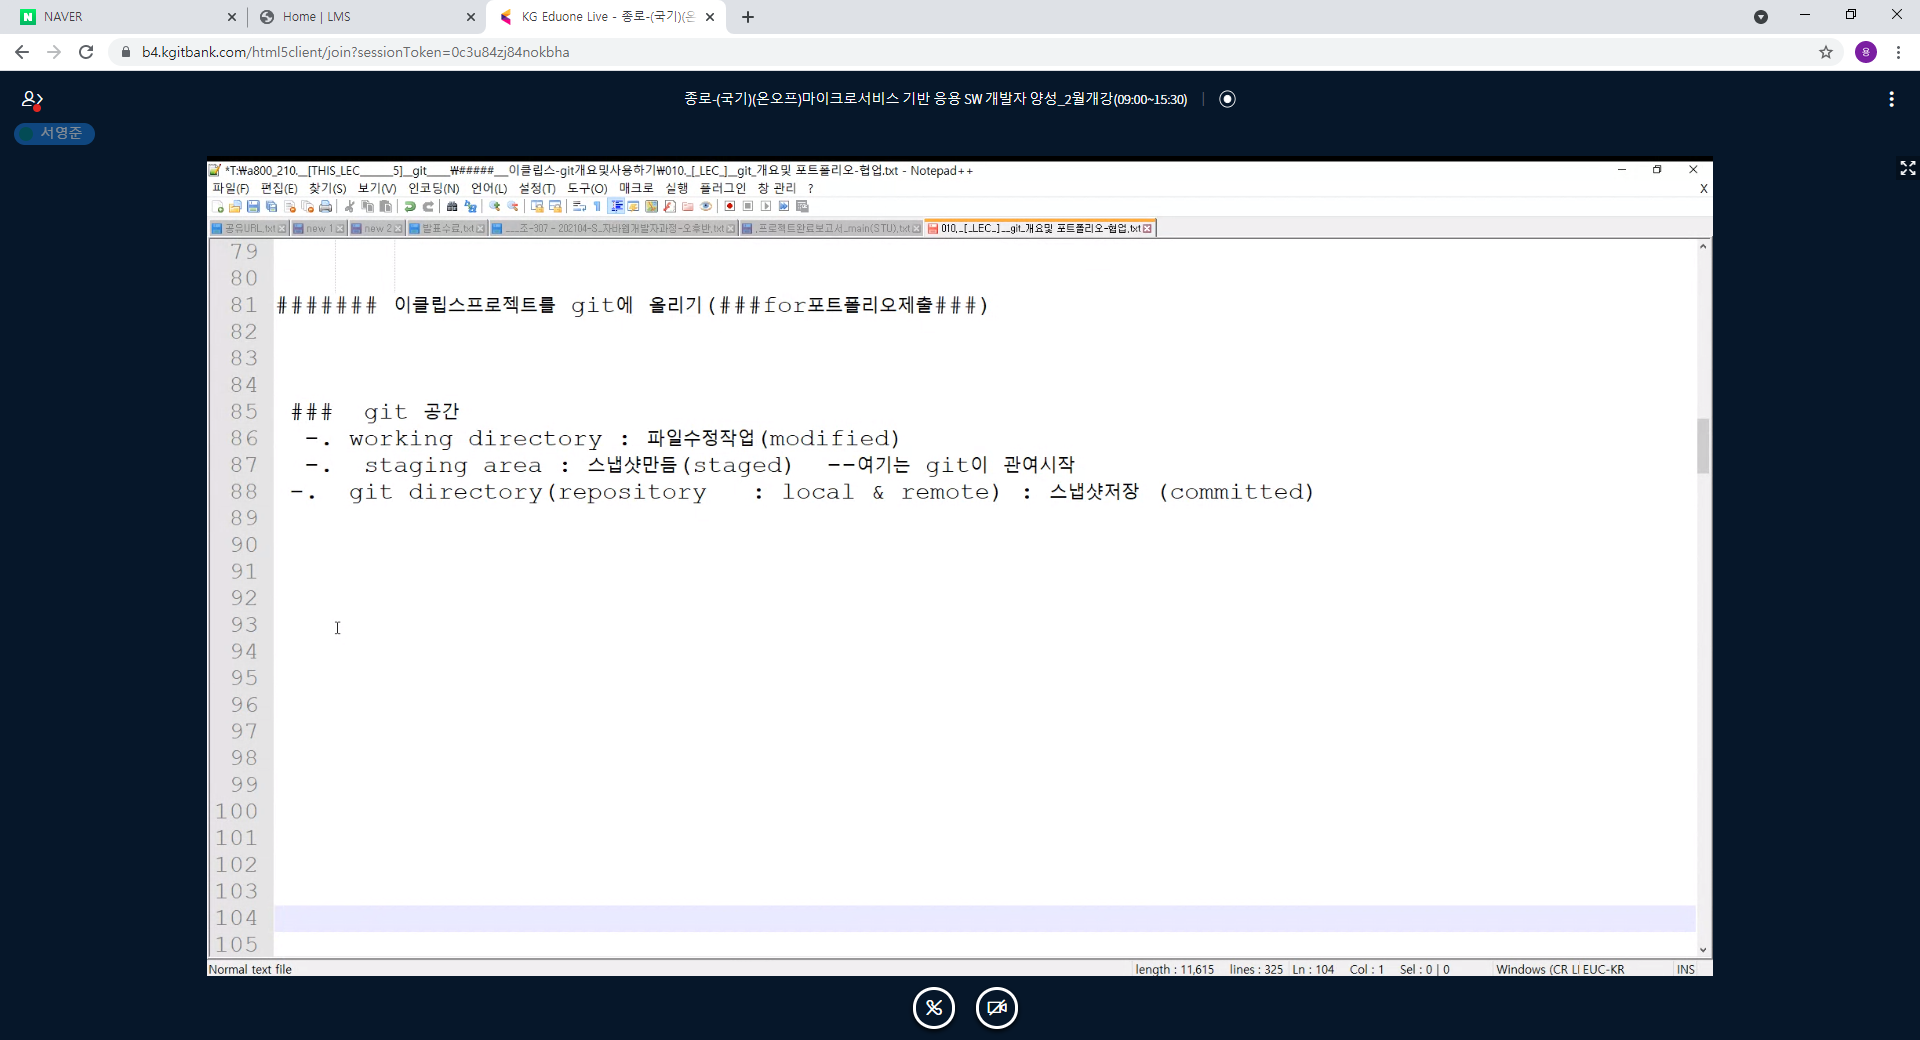 NAVER
Home | LMS
KG Eduone Live - 종로-(국기)(온
b4.kgitbank.com/html5client/join?sessionToken=0c3u84zj84nokbha
용
종로-(국기)(온오프)마이크로서비스 기반 응용 SW 개발자 양성_2월개강(09:00~15:30)
서영준
*T:₩a800_210._[THIS_LEC_____5]__git____₩#####___이클립스-git개요및사용하기₩010._[_LEC_]__git_개요및 포트폴리오-협업.txt - Notepad++
파일(F) 편집(E) 찾기(S) 보기(V) 인코딩(N) 언어(L) 설정(T) 도구(O) 매크로 실행 플러그인 창 관리 ?
X
공유URL.txt new 1 new 2 발표수료.txt ___조-307 - 202104-S_자바웹개발자과정-오후반.txt .프로젝트완료보고서_main(STU).txt 010._[_LEC_]__git_개요및 포트폴리오-협업.txt
79
80
81 ####### 이클립스프로젝트를 git에 올리기(###for포트폴리오제출###)
82
83
84
85 ### git 공간
86 -. working directory : 파일수정작업(modified)
87 -. staging area : 스냅샷만듬(staged) --여기는 git이 관여시작
88 -. git directory(repository : local & remote) : 스냅샷저장 (committed)
89
90
91
92
93
94
95
96
97
98
99
100
101
102
103
104
105
Normal text file length : 11,615 lines : 325 Ln : 104 Col : 1 Sel : 0 | 0 Windows (CR LI EUC-KR INS